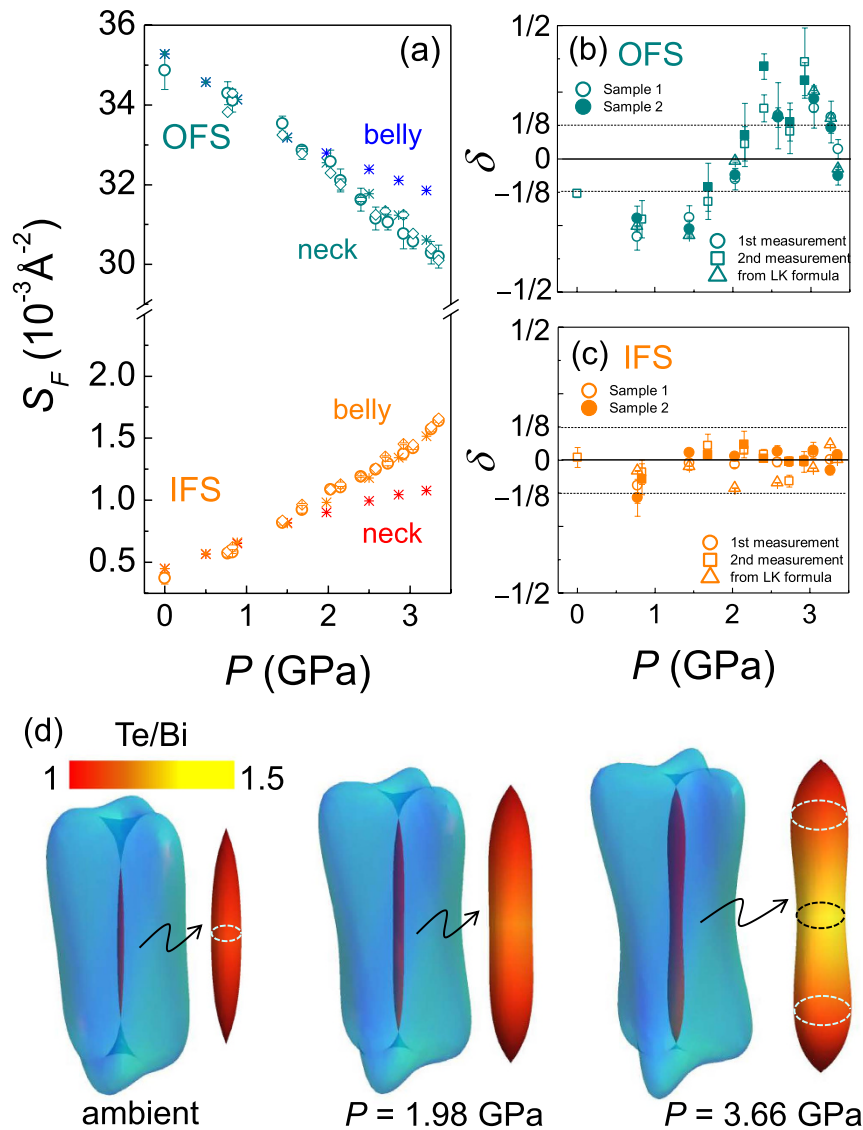 (a)
S_F (10⁻³Å⁻²)
36
34
32
30
2.0
1.5
1.0
0.5
OFS
belly
neck
belly
IFS
neck
0
1
2
3
P (GPa)
(b)
OFS
δ
1/2
1/8
0
−1/8
−1/2
Sample 1
Sample 2
1st measurement
2nd measurement
from LK formula
(c)
IFS
δ
1/2
1/8
0
−1/8
−1/2
Sample 1
Sample 2
1st measurement
2nd measurement
from LK formula
0
1
2
3
P (GPa)
(d)
Te/Bi
1
1.5
ambient
P = 1.98 GPa
P = 3.66 GPa